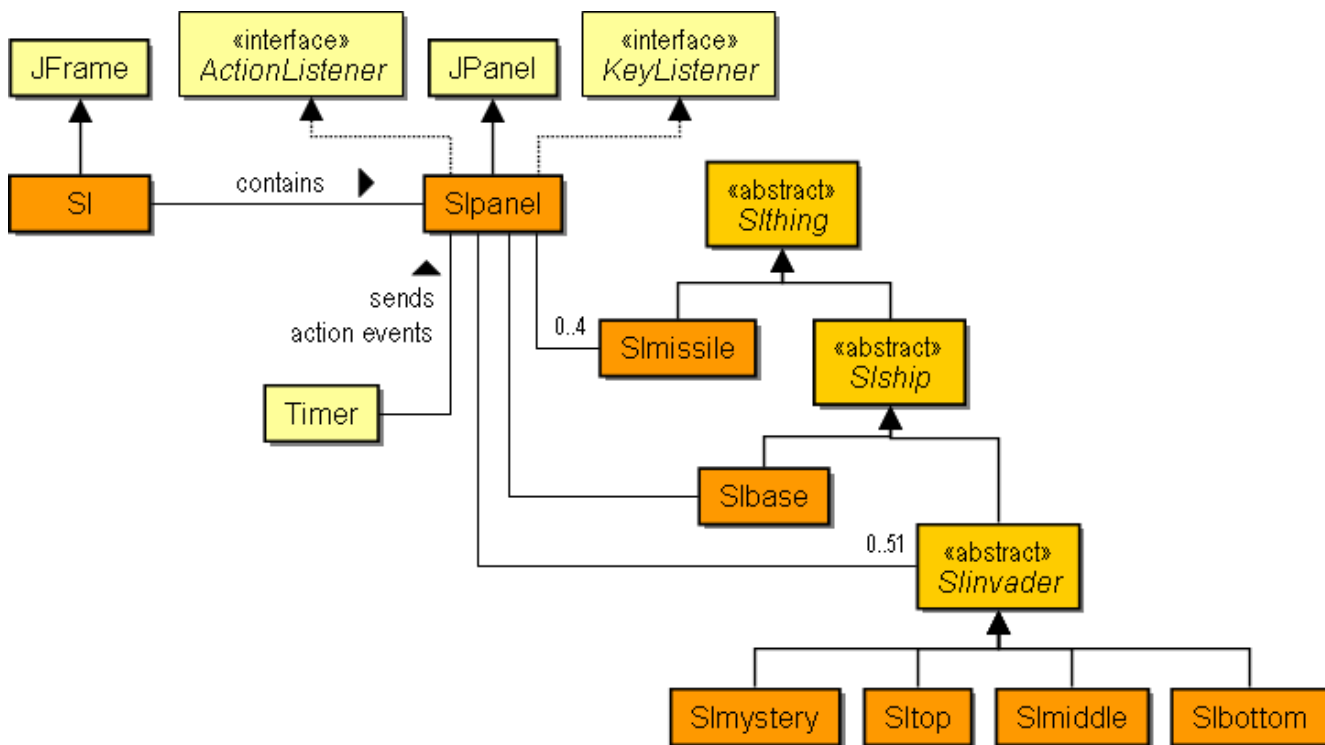 «interface»
ActionListener
«interface»
KeyListener
JFrame
JPanel
SI
contains
SIpanel
«abstract»
SIthing
sends
action events
0..4
SImissile
«abstract»
SIship
Timer
SIbase
0..51
«abstract»
SIinvader
SImystery
SItop
SImiddle
SIbottom